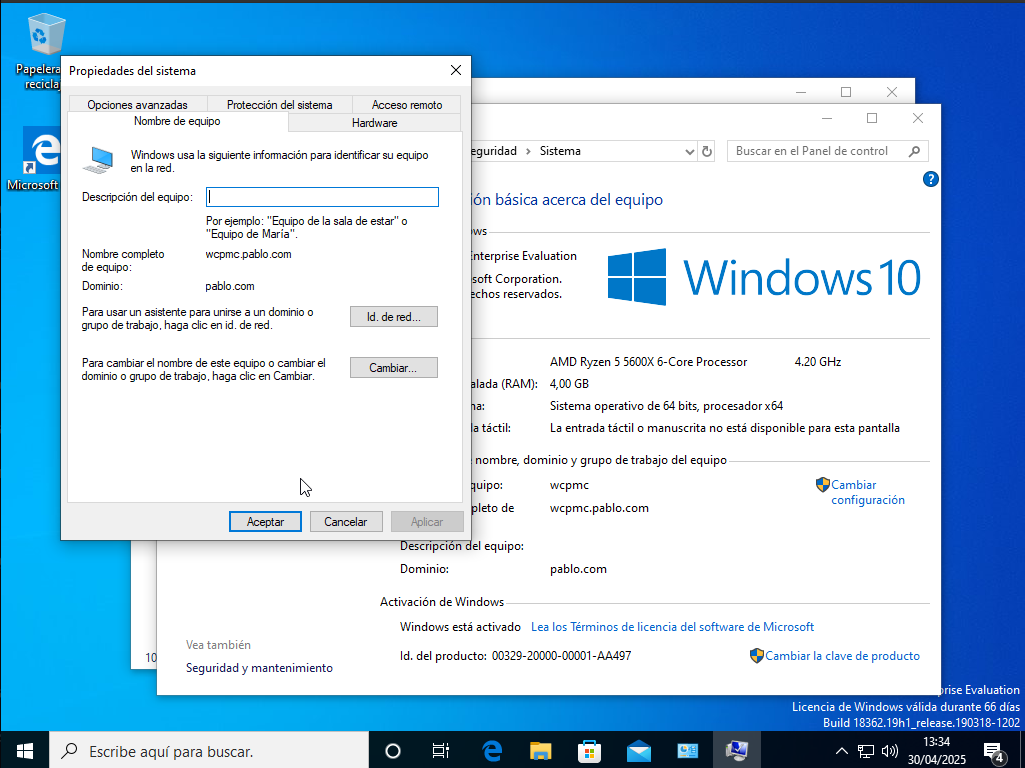 Papelera
recicla
Microsoft
Propiedades del sistema
Opciones avanzadas
Protección del sistema
Acceso remoto
Nombre de equipo
Hardware
Windows usa la siguiente información para identificar su equipo
en la red.
Descripción del equipo:
Por ejemplo: "Equipo de la sala de estar" o
"Equipo de María".
Nombre completo
de equipo:
wcpmc.pablo.com
Dominio:
pablo.com
Para usar un asistente para unirse a un dominio o
grupo de trabajo, haga clic en id. de red.
Id. de red...
Para cambiar el nombre de este equipo o cambiar el
dominio o grupo de trabajo, haga clic en Cambiar.
Cambiar...
Aceptar
Cancelar
Aplicar
eguridad > Sistema
Buscar en el Panel de control
?
ión básica acerca del equipo
ws
nterprise Evaluation
soft Corporation.
echos reservados.
Windows 10
AMD Ryzen 5 5600X 6-Core Processor 4.20 GHz
alada (RAM): 4,00 GB
na: Sistema operativo de 64 bits, procesador x64
a táctil: La entrada táctil o manuscrita no está disponible para esta pantalla
nombre, dominio y grupo de trabajo del equipo
quipo: wcpmc
Cambiar
configuración
pleto de wcpmc.pablo.com
Descripción del equipo:
Dominio: pablo.com
Activación de Windows
Windows está activado Lea los Términos de licencia del software de Microsoft
Id. del producto: 00329-20000-00001-AA497
Cambiar la clave de producto
Vea también
Seguridad y mantenimiento
10
rise Evaluation
Licencia de Windows válida durante 66 días
Build 18362.19h1_release.190318-1202
Escribe aquí para buscar.
13:34
30/04/2025
4